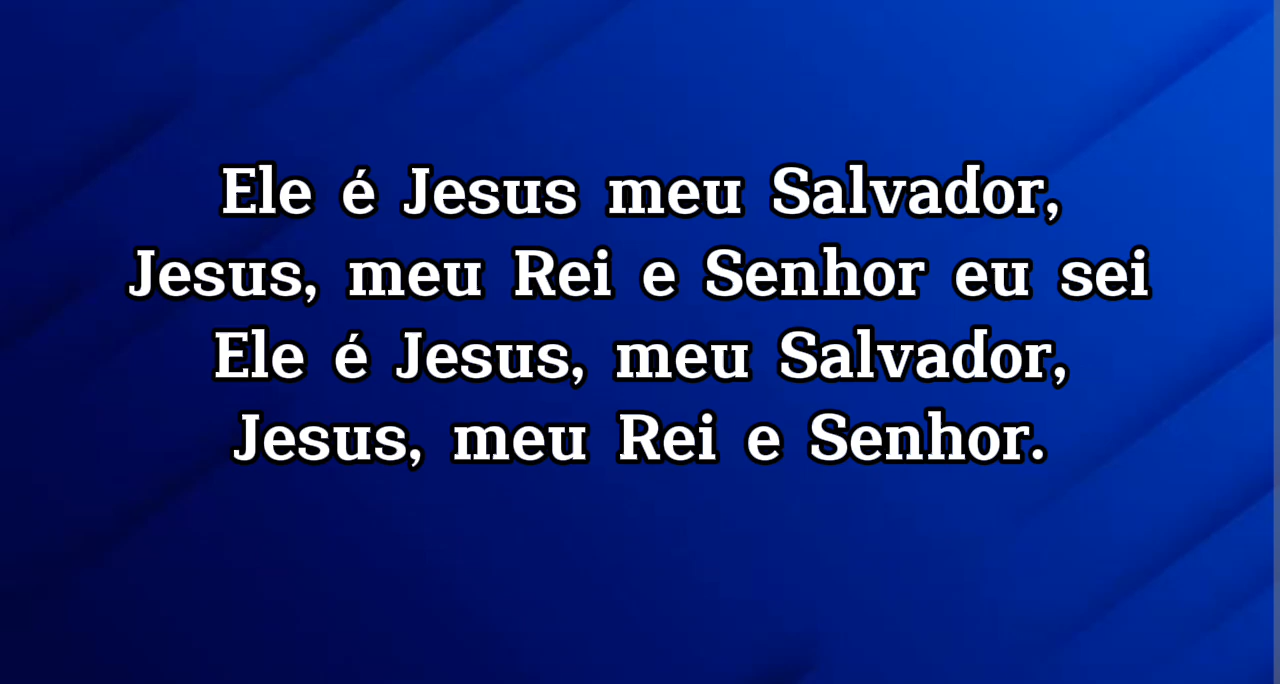 Ele é Jesus meu Salvador,
Jesus, meu Rei e Senhor eu sei
Ele é Jesus, meu Salvador,
Jesus, meu Rei e Senhor.